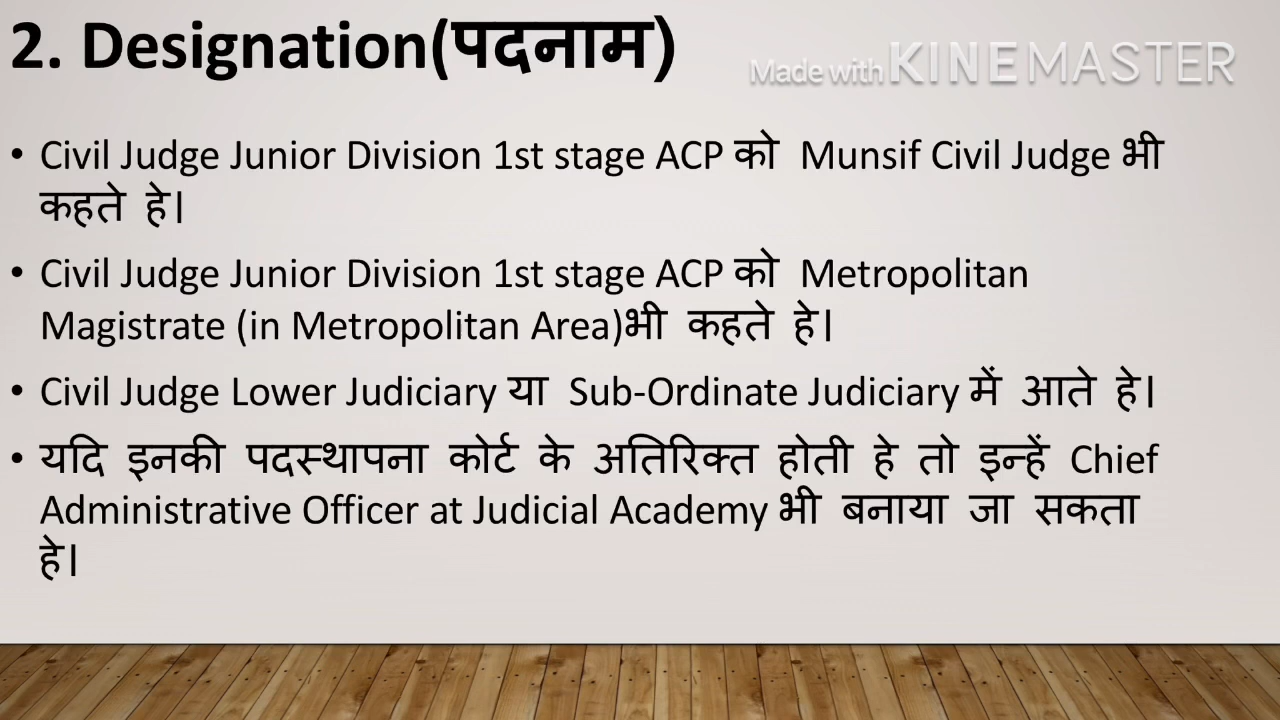 2. Designation(पदनाम)
Made with KINEMASTER
• Civil Judge Junior Division 1st stage ACP को Munsif Civil Judge भी
कहते हे।
• Civil Judge Junior Division 1st stage ACP को Metropolitan
Magistrate (in Metropolitan Area)भी कहते हे।
• Civil Judge Lower Judiciary या Sub-Ordinate Judiciary में आते हे।
• यदि इनकी पदस्थापना कोर्ट के अतिरिक्त होती हे तो इन्हें Chief
Administrative Officer at Judicial Academy भी बनाया जा सकता
हे।